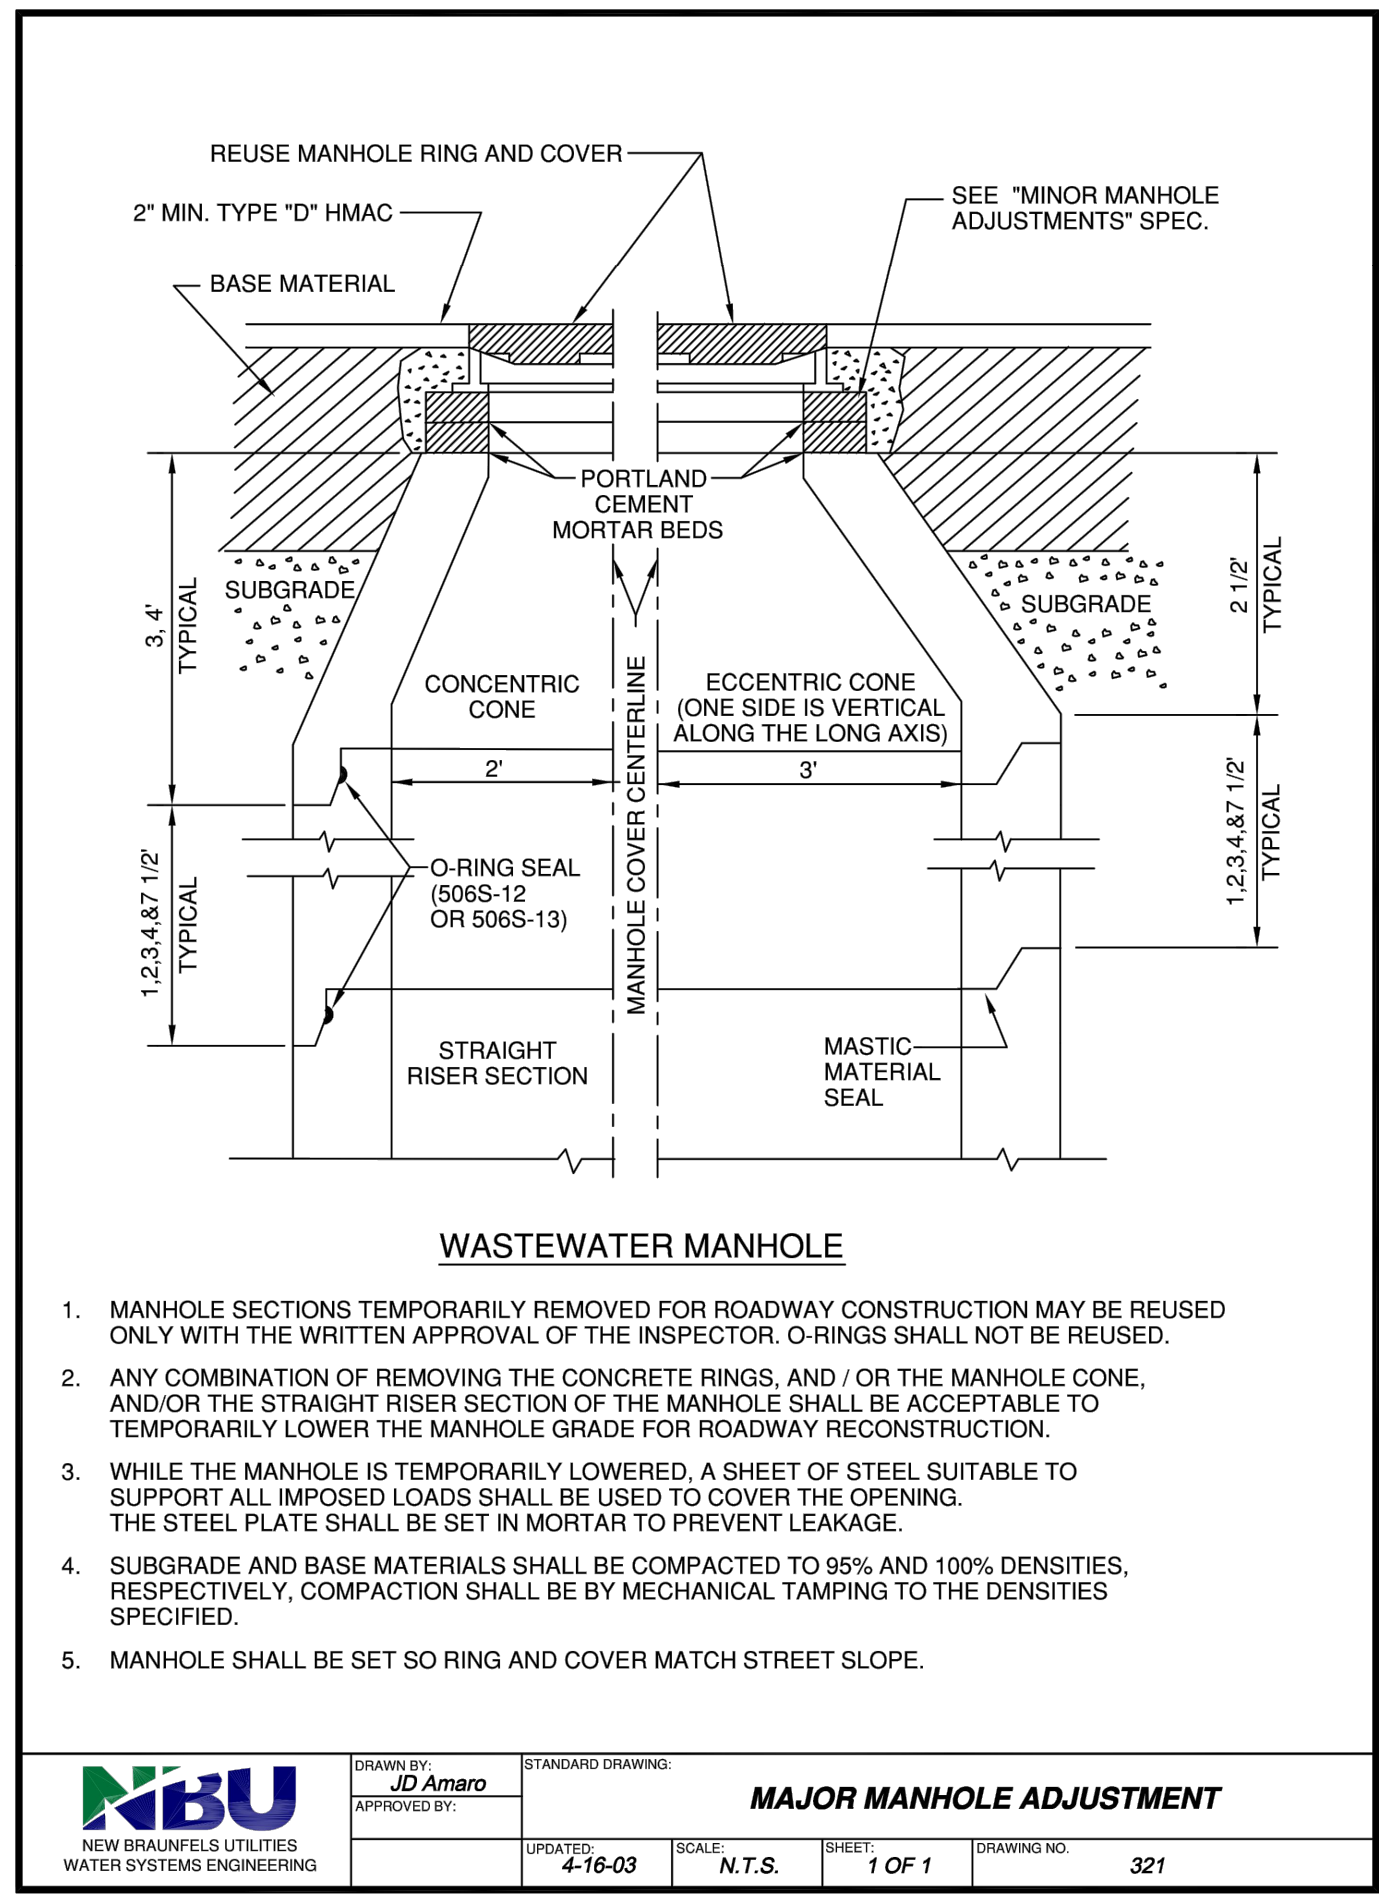 REUSE MANHOLE RING AND COVER
2" MIN. TYPE "D" HMAC
SEE "MINOR MANHOLE
ADJUSTMENTS" SPEC.
BASE MATERIAL
PORTLAND
CEMENT
MORTAR BEDS
SUBGRADE
SUBGRADE
3, 4'
TYPICAL
2 1/2'
TYPICAL
CONCENTRIC
CONE
MANHOLE COVER CENTERLINE
ECCENTRIC CONE
(ONE SIDE IS VERTICAL
ALONG THE LONG AXIS)
2'
3'
1,2,3,4,&7 1/2'
TYPICAL
1,2,3,4,&7 1/2'
TYPICAL
O-RING SEAL
(506S-12
OR 506S-13)
STRAIGHT
RISER SECTION
MASTIC
MATERIAL
SEAL
WASTEWATER MANHOLE
1. MANHOLE SECTIONS TEMPORARILY REMOVED FOR ROADWAY CONSTRUCTION MAY BE REUSED
ONLY WITH THE WRITTEN APPROVAL OF THE INSPECTOR. O-RINGS SHALL NOT BE REUSED.
2. ANY COMBINATION OF REMOVING THE CONCRETE RINGS, AND / OR THE MANHOLE CONE,
AND/OR THE STRAIGHT RISER SECTION OF THE MANHOLE SHALL BE ACCEPTABLE TO
TEMPORARILY LOWER THE MANHOLE GRADE FOR ROADWAY RECONSTRUCTION.
3. WHILE THE MANHOLE IS TEMPORARILY LOWERED, A SHEET OF STEEL SUITABLE TO
SUPPORT ALL IMPOSED LOADS SHALL BE USED TO COVER THE OPENING.
THE STEEL PLATE SHALL BE SET IN MORTAR TO PREVENT LEAKAGE.
4. SUBGRADE AND BASE MATERIALS SHALL BE COMPACTED TO 95% AND 100% DENSITIES,
RESPECTIVELY, COMPACTION SHALL BE BY MECHANICAL TAMPING TO THE DENSITIES
SPECIFIED.
5. MANHOLE SHALL BE SET SO RING AND COVER MATCH STREET SLOPE.
NBU
NEW BRAUNFELS UTILITIES
WATER SYSTEMS ENGINEERING
DRAWN BY:
JD Amaro
APPROVED BY:
STANDARD DRAWING:
MAJOR MANHOLE ADJUSTMENT
UPDATED:
4-16-03
SCALE:
N.T.S.
SHEET:
1 OF 1
DRAWING NO.
321